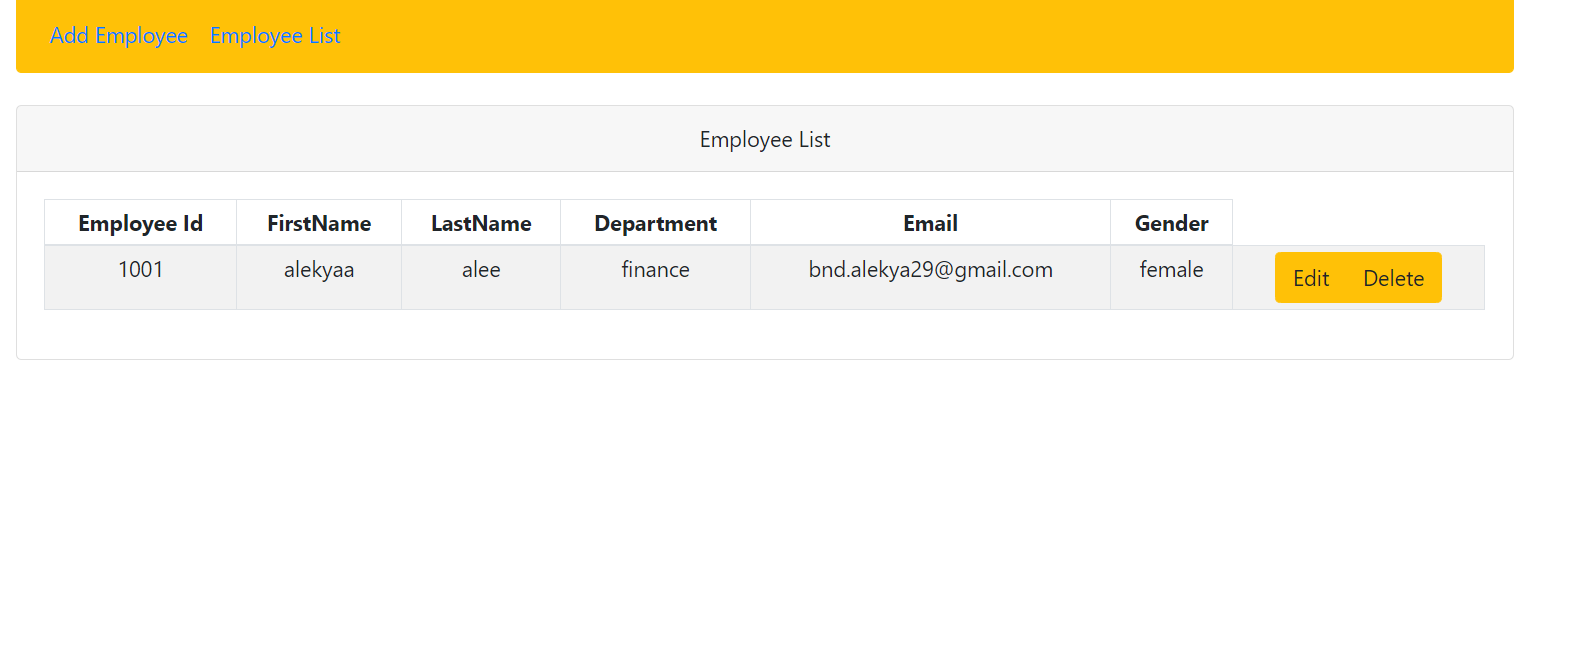 Add Employee Employee List
Employee List
Employee Id FirstName LastName Department Email Gender
1001 alekyaa alee finance bnd.alekya29@gmail.com female Edit Delete